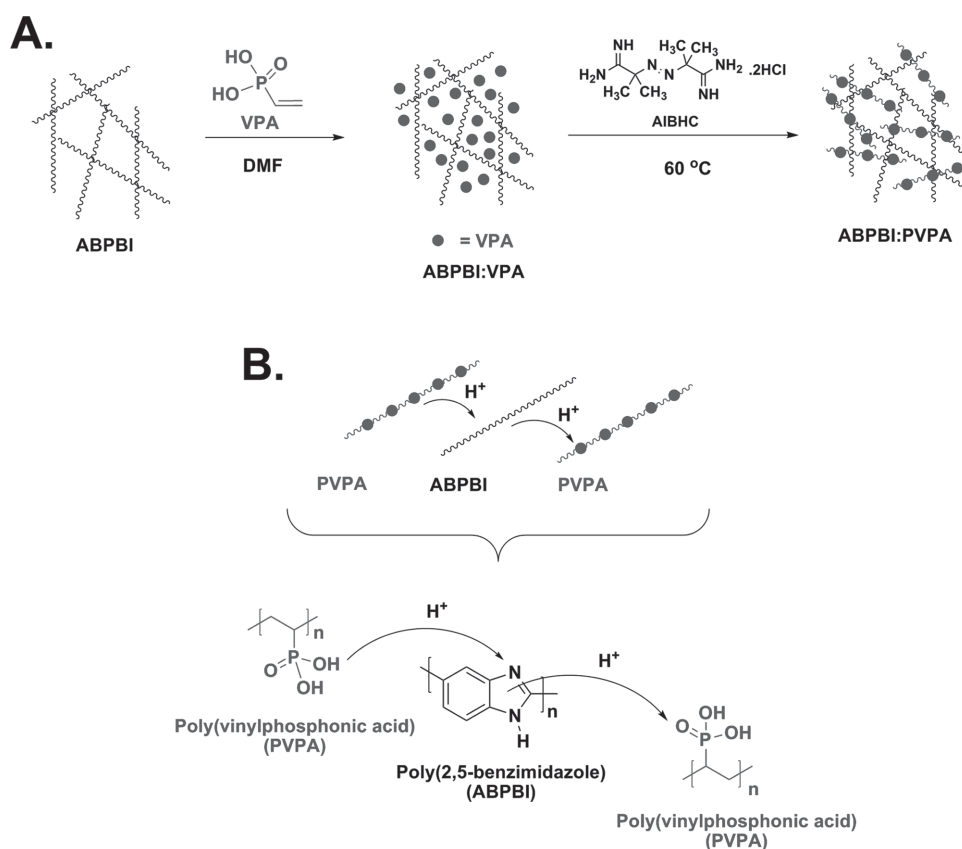 A.
HO
O
P
HO
VPA
DMF
ABPBI
= VPA
ABPBI:VPA
NH
H3C
CH3
H2N
N
N
NH2
.2HCl
H3C
CH3
NH
AIBHC
60 °C
ABPBI:PVPA
B.
H+
H+
PVPA
ABPBI
PVPA
H+
n
P
O
OH
OH
Poly(vinylphosphonic acid)
(PVPA)
N
N
H
n
Poly(2,5-benzimidazole)
(ABPBI)
H+
OH
O
P
OH
n
Poly(vinylphosphonic acid)
(PVPA)